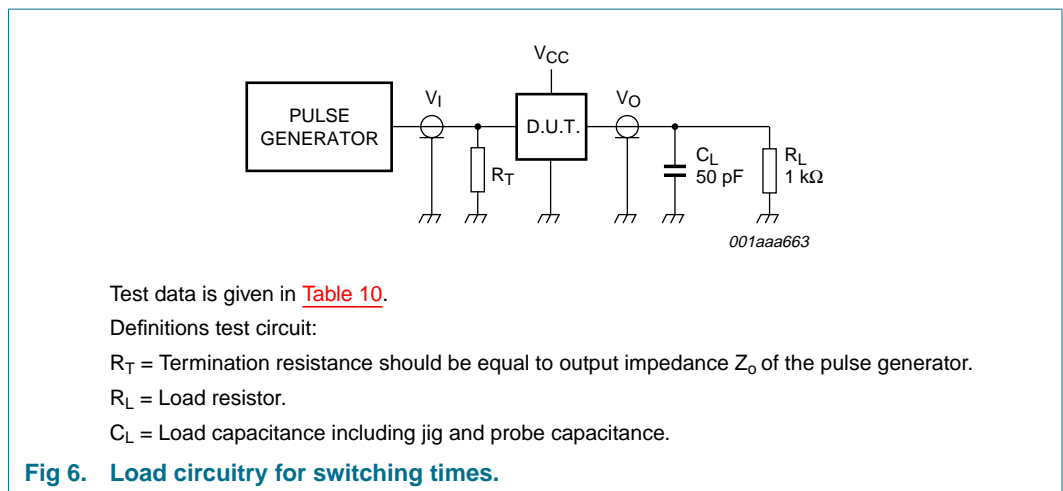 VCC
PULSE
GENERATOR
VI
D.U.T.
VO
RT
CL
50 pF
RL
1 kΩ
001aaa663
Test data is given in Table 10.
Definitions test circuit:
RT = Termination resistance should be equal to output impedance Zo of the pulse generator.
RL = Load resistor.
CL = Load capacitance including jig and probe capacitance.
Fig 6. Load circuitry for switching times.